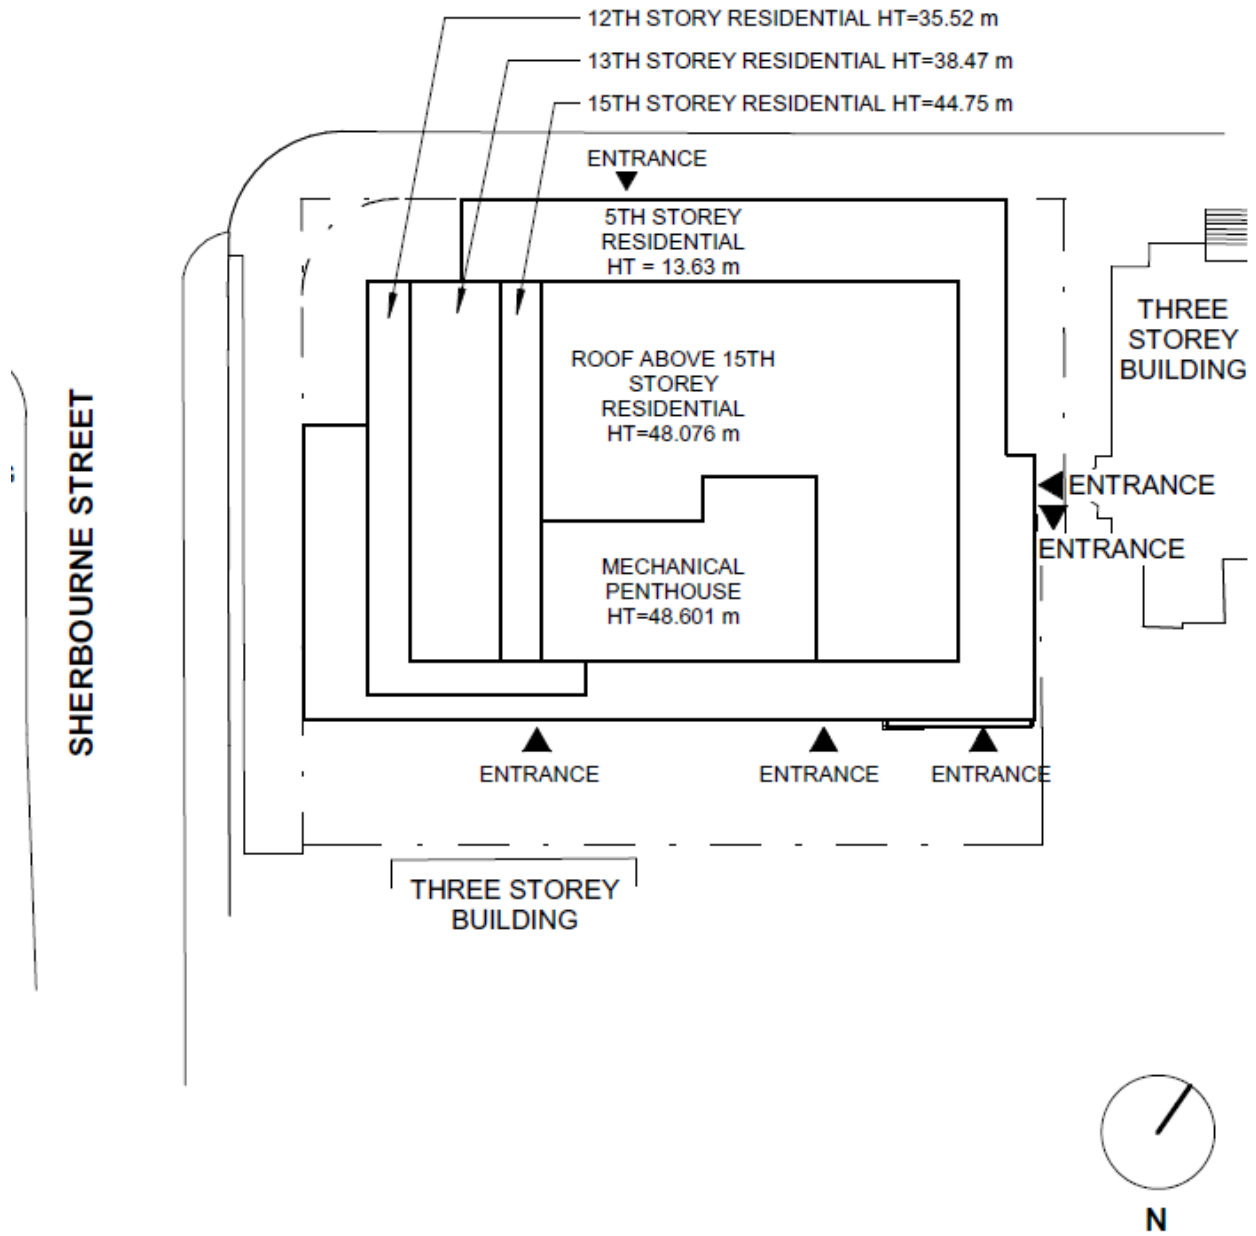 12TH STORY RESIDENTIAL HT=35.52 m
13TH STOREY RESIDENTIAL HT=38.47 m
15TH STOREY RESIDENTIAL HT=44.75 m
ENTRANCE
5TH STOREY
RESIDENTIAL
HT = 13.63 m
THREE
STOREY
BUILDING
ROOF ABOVE 15TH
STOREY
RESIDENTIAL
HT=48.076 m
SHERBOURNE STREET
ENTRANCE
ENTRANCE
MECHANICAL
PENTHOUSE
HT=48.601 m
ENTRANCE
ENTRANCE
ENTRANCE
THREE STOREY
BUILDING
N